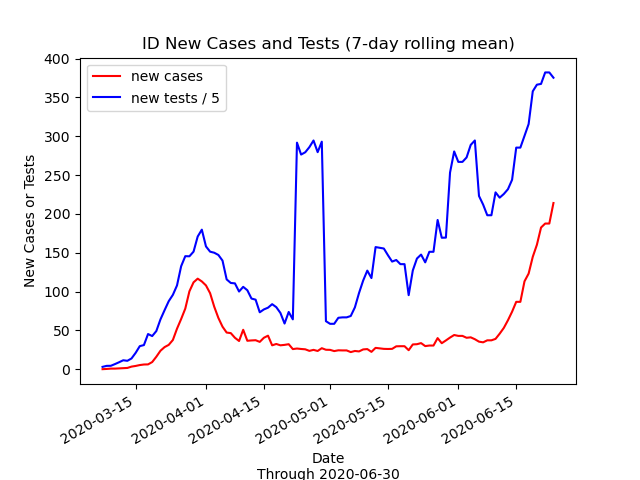 ID New Cases and Tests (7-day rolling mean)
new cases
new tests / 5
New Cases or Tests
400
350
300
250
200
150
100
50
0
2020-03-15
2020-04-01
2020-04-15
2020-05-01
2020-05-15
2020-06-01
2020-06-15
Date
Through 2020-06-30